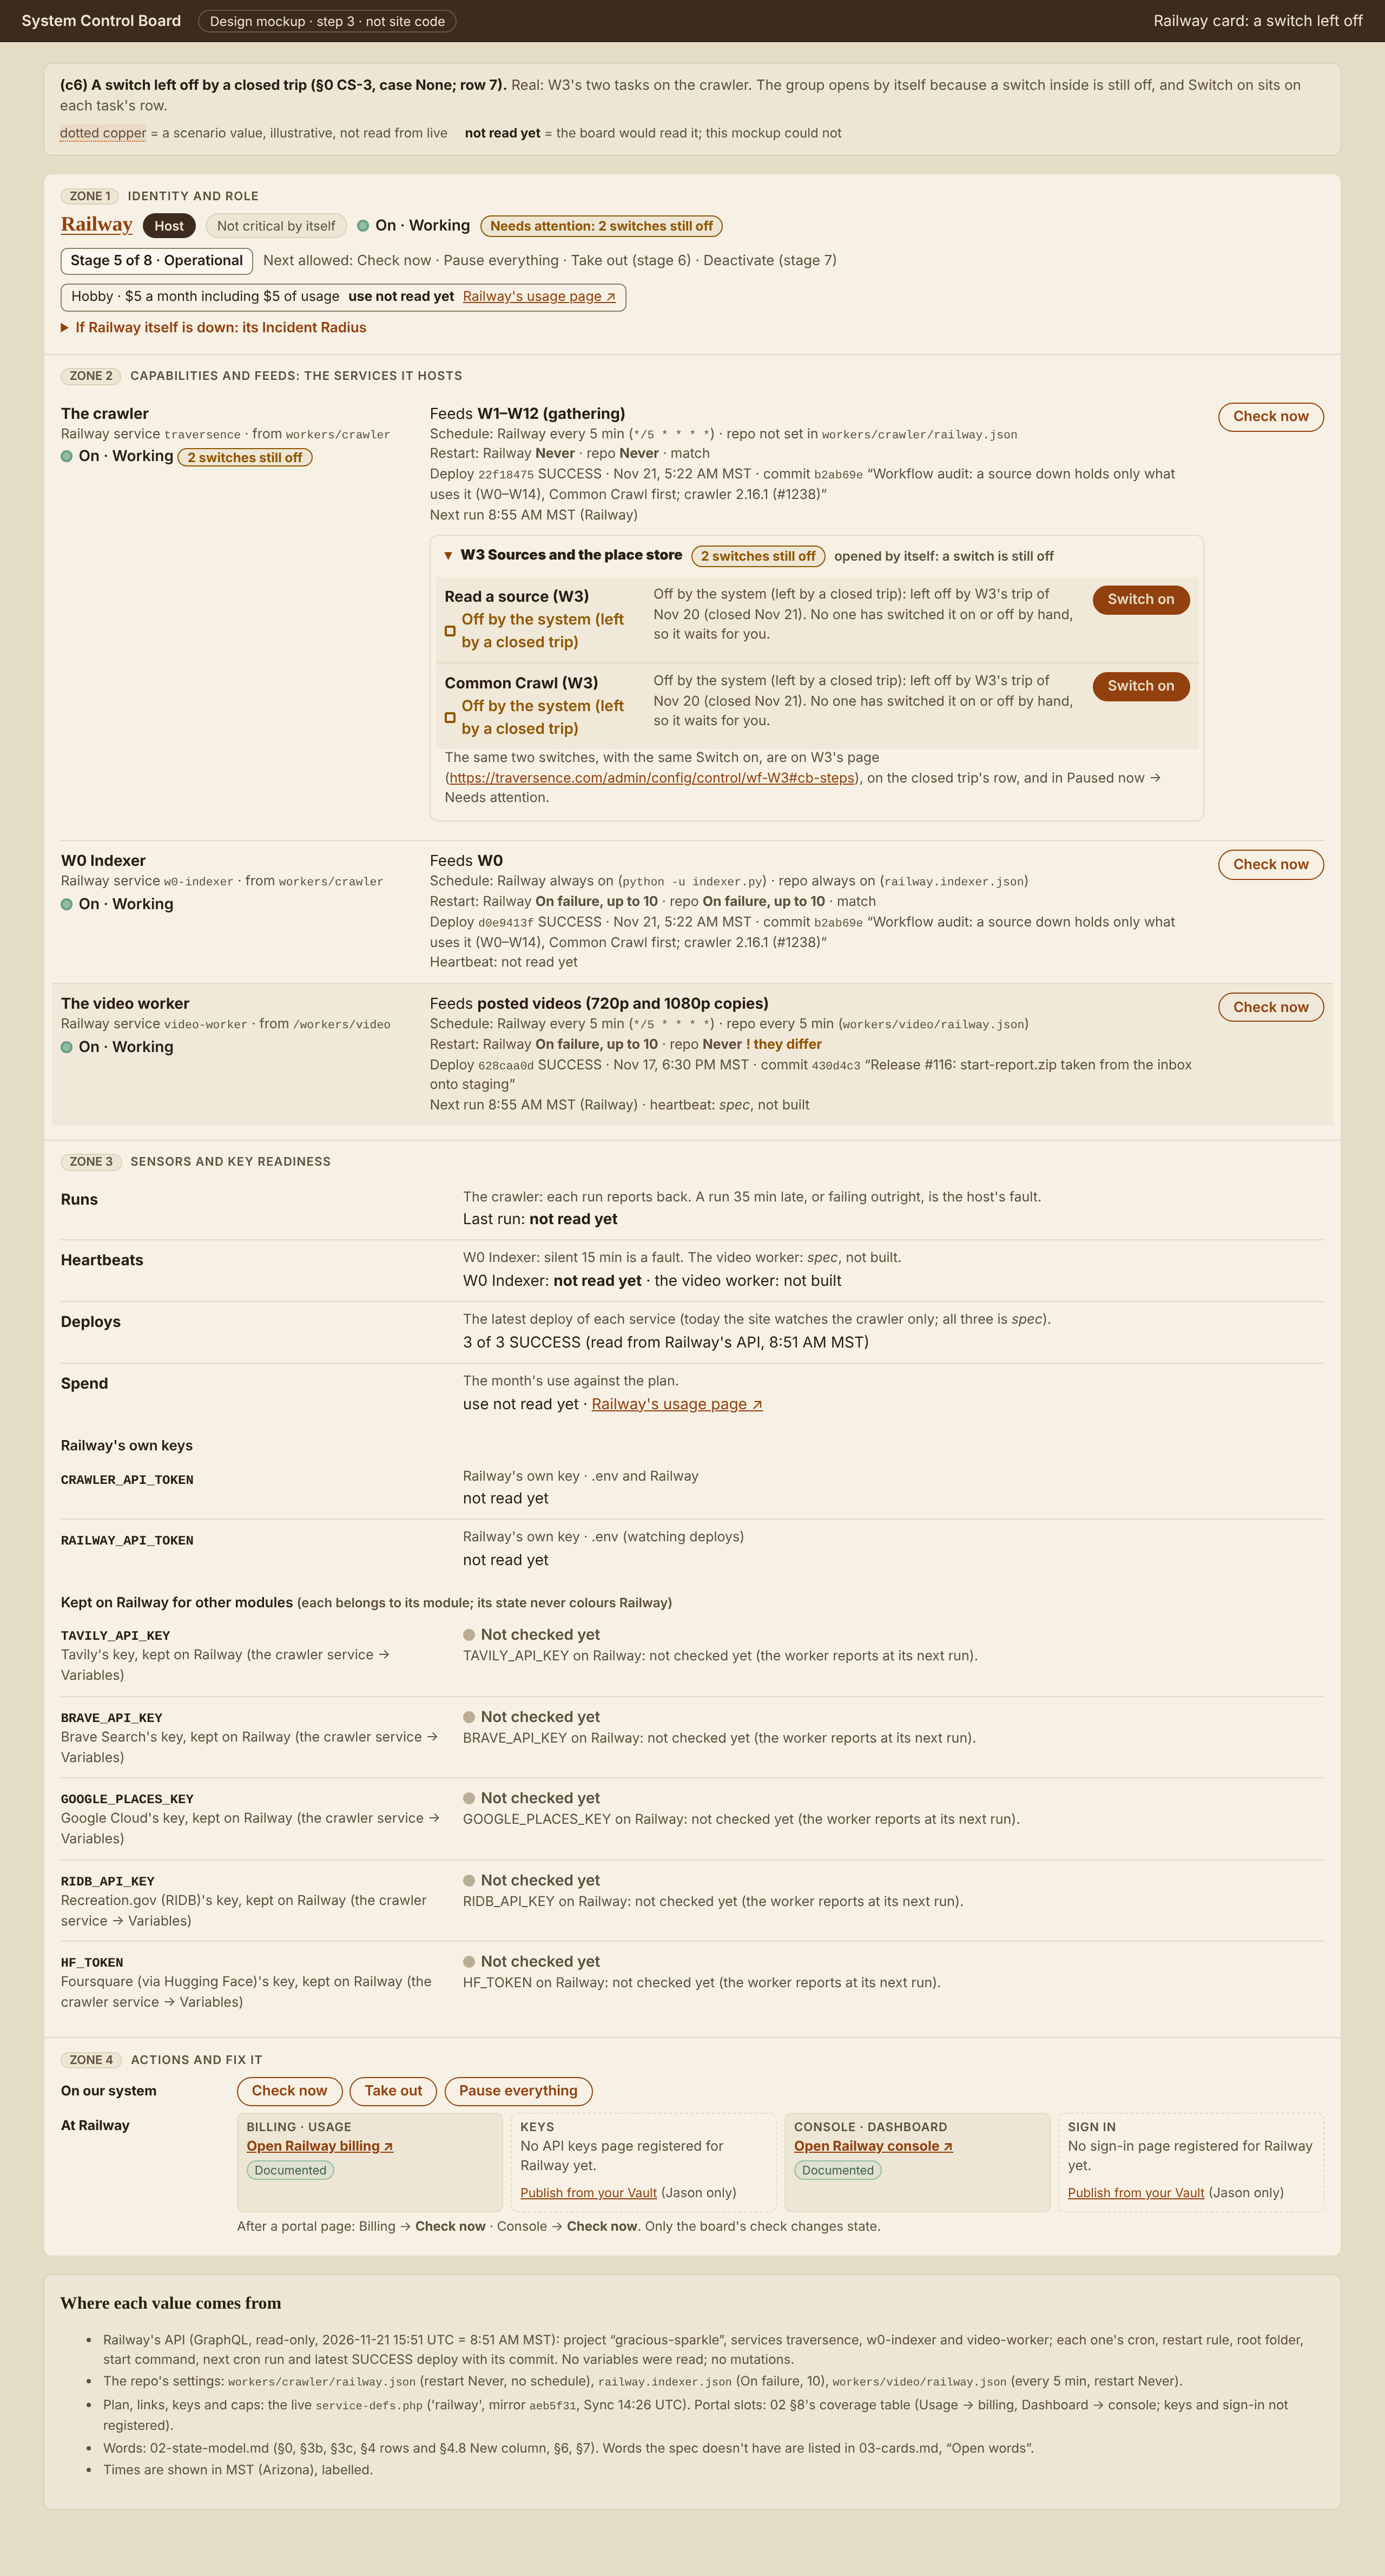 System Control Board
Design mockup · step 3 · not site code
Railway card: a switch left off
(c6) A switch left off by a closed trip (§0 CS-3, case None; row 7). Real: W3's two tasks on the crawler. The group opens by itself because a switch inside is still off, and Switch on sits on
each task's row.
dotted copper = a scenario value, illustrative, not read from live    not read yet = the board would read it; this mockup could not
ZONE 1 IDENTITY AND ROLE
Railway Host Not critical by itself On · Working Needs attention: 2 switches still off
Stage 5 of 8 · Operational Next allowed: Check now · Pause everything · Take out (stage 6) · Deactivate (stage 7)
Hobby · $5 a month including $5 of usage use not read yet Railway's usage page ↗
▶ If Railway itself is down: its Incident Radius
ZONE 2 CAPABILITIES AND FEEDS: THE SERVICES IT HOSTS
The crawler
Railway service traversence · from workers/crawler
On · Working 2 switches still off
Feeds W1–W12 (gathering)
Schedule: Railway every 5 min (*/5 * * * *) · repo not set in workers/crawler/railway.json
Restart: Railway Never · repo Never · match
Deploy 22f18475 SUCCESS · Nov 21, 5:22 AM MST · commit b2ab69e “Workflow audit: a source down holds only what
uses it (W0–W14), Common Crawl first; crawler 2.16.1 (#1238)”
Next run 8:55 AM MST (Railway)
Check now
▼ W3 Sources and the place store 2 switches still off opened by itself: a switch is still off
Read a source (W3)
Off by the system (left
by a closed trip)
Off by the system (left by a closed trip): left off by W3's trip of
Nov 20 (closed Nov 21). No one has switched it on or off by hand,
so it waits for you.
Switch on
Common Crawl (W3)
Off by the system (left
by a closed trip)
Off by the system (left by a closed trip): left off by W3's trip of
Nov 20 (closed Nov 21). No one has switched it on or off by hand,
so it waits for you.
Switch on
The same two switches, with the same Switch on, are on W3's page
(https://traversence.com/admin/config/control/wf-W3#cb-steps), on the closed trip's row, and in Paused now →
Needs attention.
W0 Indexer
Railway service w0-indexer · from workers/crawler
On · Working
Feeds W0
Schedule: Railway always on (python -u indexer.py) · repo always on (railway.indexer.json)
Restart: Railway On failure, up to 10 · repo On failure, up to 10 · match
Deploy d0e9413f SUCCESS · Nov 21, 5:22 AM MST · commit b2ab69e “Workflow audit: a source down holds only what
uses it (W0–W14), Common Crawl first; crawler 2.16.1 (#1238)”
Heartbeat: not read yet
Check now
The video worker
Railway service video-worker · from /workers/video
On · Working
Feeds posted videos (720p and 1080p copies)
Schedule: Railway every 5 min (*/5 * * * *) · repo every 5 min (workers/video/railway.json)
Restart: Railway On failure, up to 10 · repo Never ! they differ
Deploy 628caa0d SUCCESS · Nov 17, 6:30 PM MST · commit 430d4c3 “Release #116: start-report.zip taken from the inbox
onto staging”
Next run 8:55 AM MST (Railway) · heartbeat: spec, not built
Check now
ZONE 3 SENSORS AND KEY READINESS
Runs
The crawler: each run reports back. A run 35 min late, or failing outright, is the host's fault.
Last run: not read yet
Heartbeats
W0 Indexer: silent 15 min is a fault. The video worker: spec, not built.
W0 Indexer: not read yet · the video worker: not built
Deploys
The latest deploy of each service (today the site watches the crawler only; all three is spec).
3 of 3 SUCCESS (read from Railway's API, 8:51 AM MST)
Spend
The month's use against the plan.
use not read yet · Railway's usage page ↗
Railway's own keys
CRAWLER_API_TOKEN
Railway's own key · .env and Railway
not read yet
RAILWAY_API_TOKEN
Railway's own key · .env (watching deploys)
not read yet
Kept on Railway for other modules (each belongs to its module; its state never colours Railway)
TAVILY_API_KEY
Tavily's key, kept on Railway (the crawler service →
Variables)
Not checked yet
TAVILY_API_KEY on Railway: not checked yet (the worker reports at its next run).
BRAVE_API_KEY
Brave Search's key, kept on Railway (the crawler service →
Variables)
Not checked yet
BRAVE_API_KEY on Railway: not checked yet (the worker reports at its next run).
GOOGLE_PLACES_KEY
Google Cloud's key, kept on Railway (the crawler service →
Variables)
Not checked yet
GOOGLE_PLACES_KEY on Railway: not checked yet (the worker reports at its next run).
RIDB_API_KEY
Recreation.gov (RIDB)'s key, kept on Railway (the crawler
service → Variables)
Not checked yet
RIDB_API_KEY on Railway: not checked yet (the worker reports at its next run).
HF_TOKEN
Foursquare (via Hugging Face)'s key, kept on Railway (the
crawler service → Variables)
Not checked yet
HF_TOKEN on Railway: not checked yet (the worker reports at its next run).
ZONE 4 ACTIONS AND FIX IT
On our system
Check now Take out Pause everything
At Railway
BILLING · USAGE
Open Railway billing ↗
Documented
KEYS
No API keys page registered for
Railway yet.
Publish from your Vault (Jason only)
CONSOLE · DASHBOARD
Open Railway console ↗
Documented
SIGN IN
No sign-in page registered for Railway
yet.
Publish from your Vault (Jason only)
After a portal page: Billing → Check now · Console → Check now. Only the board's check changes state.
Where each value comes from
• Railway's API (GraphQL, read-only, 2026-11-21 15:51 UTC = 8:51 AM MST): project “gracious-sparkle”, services traversence, w0-indexer and video-worker; each one's cron, restart rule, root folder,
start command, next cron run and latest SUCCESS deploy with its commit. No variables were read; no mutations.
• The repo's settings: workers/crawler/railway.json (restart Never, no schedule), railway.indexer.json (On failure, 10), workers/video/railway.json (every 5 min, restart Never).
• Plan, links, keys and caps: the live service-defs.php ('railway', mirror aeb5f31, Sync 14:26 UTC). Portal slots: 02 §8's coverage table (Usage → billing, Dashboard → console; keys and sign-in not
registered).
• Words: 02-state-model.md (§0, §3b, §3c, §4 rows and §4.8 New column, §6, §7). Words the spec doesn't have are listed in 03-cards.md, “Open words”.
• Times are shown in MST (Arizona), labelled.